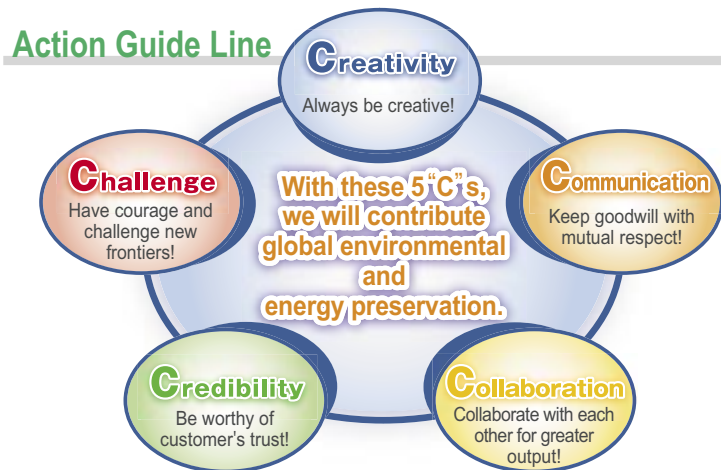 Action Guide Line
Creativity
Always be creative!
Challenge
Have courage and
challenge new
frontiers!
With these 5“C”s,
we will contribute
global environmental
and
energy preservation.
Communication
Keep goodwill with
mutual respect!
Credibility
Be worthy of
customer's trust!
Collaboration
Collaborate with each
other for greater
output!